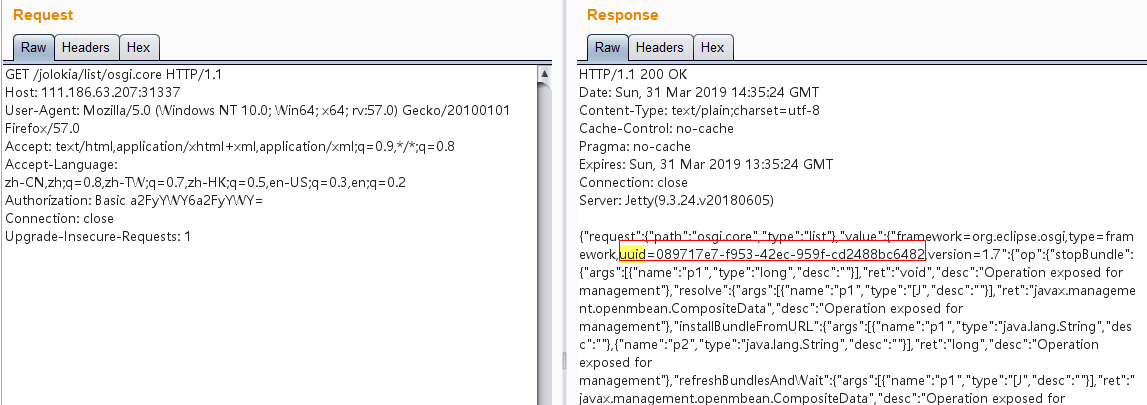 Request
Raw Headers Hex
GET /jolokia/list/osgi.core HTTP/1.1
Host: 111.186.63.207:31337
User-Agent: Mozilla/5.0 (Windows NT 10.0; Win64; x64; rv:57.0) Gecko/20100101
Firefox/57.0
Accept: text/html,application/xhtml+xml,application/xml;q=0.9,*/*;q=0.8
Accept-Language:
zh-CN,zh;q=0.8,zh-TW;q=0.7,zh-HK;q=0.5,en-US;q=0.3,en;q=0.2
Authorization: Basic a2FyYWY6a2FyYWY=
Connection: close
Upgrade-Insecure-Requests: 1
Response
Raw Headers Hex
HTTP/1.1 200 OK
Date: Sun, 31 Mar 2019 14:35:24 GMT
Content-Type: text/plain;charset=utf-8
Cache-Control: no-cache
Pragma: no-cache
Expires: Sun, 31 Mar 2019 13:35:24 GMT
Connection: close
Server: Jetty(9.3.24.v20180605)
{"request":{"path":"osgi.core","type":"list"},"value":{"framework=org.eclipse.osgi,type=fram
ework,uuid=089717e7-f953-42ec-959f-cd2488bc6482,version=1.7":{"op":{"stopBundle":
{"args":[{"name":"p1","type":"long","desc":""}],"ret":"void","desc":"Operation exposed for
management"},"resolve":{"args":[{"name":"p1","type":"[J","desc":""}],"ret":"javax.manageme
nt.openmbean.CompositeData","desc":"Operation exposed for
management"},"installBundleFromURL":{"args":[{"name":"p1","type":"java.lang.String","des
c":""},{"name":"p2","type":"java.lang.String","desc":""}],"ret":"long","desc":"Operation
exposed for
management"},"refreshBundlesAndWait":{"args":[{"name":"p1","type":"[J","desc":""}],"ret":"
javax.management.openmbean.CompositeData","desc":"Operation exposed for